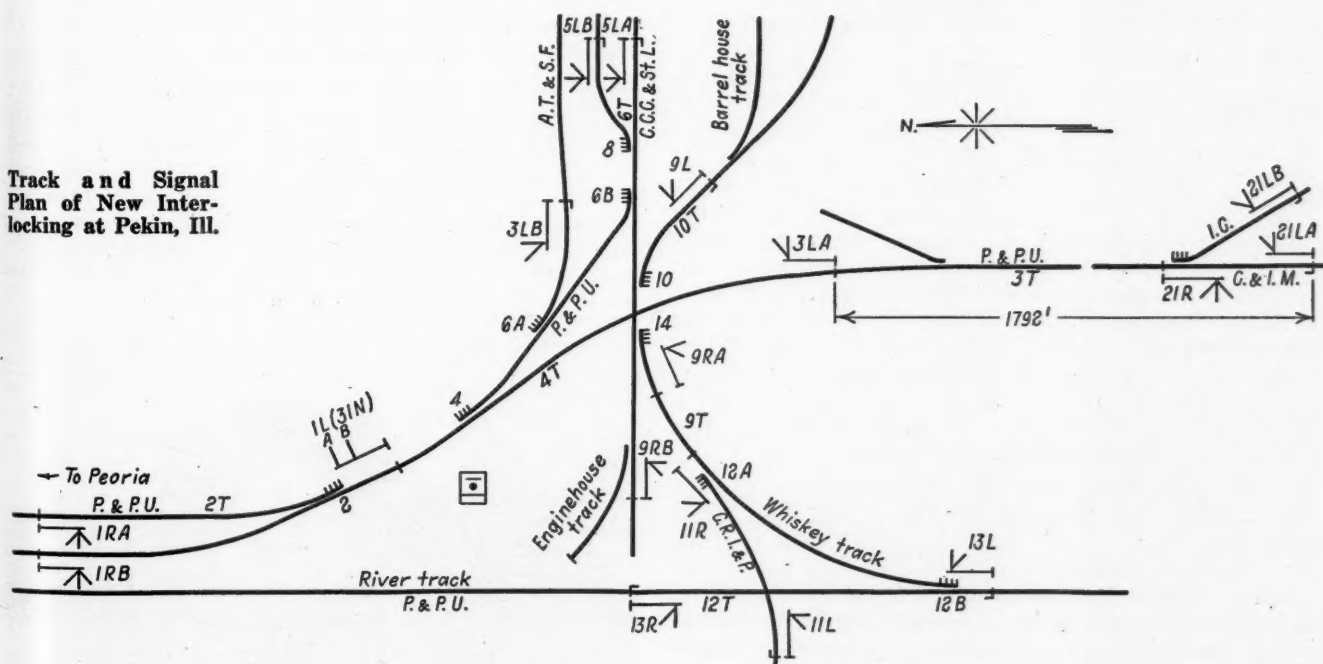 Track and Signal
Plan of New Inter-
locking at Pekin, Ill.
5LB
5LA
A.T. & S.F.
6T
C.C.C. & St. L.
Barrel house
track
N.
8
6B
9L
10T
3LB
3LA
P. & P.U.
3T
I.C.
21LB
21LA
C. & I.M.
21R
1792'
10
6A
P. & P.U.
14
9RA
4T
4
1L (31N)
A B
9T
9RB
12A
To Peoria
P. & P.U.
2T
2
1RA
1RB
Enginehouse
track
11R
C.R.I. & P.
Whiskey track
13L
River track
P. & P.U.
13R
12T
11L
12B